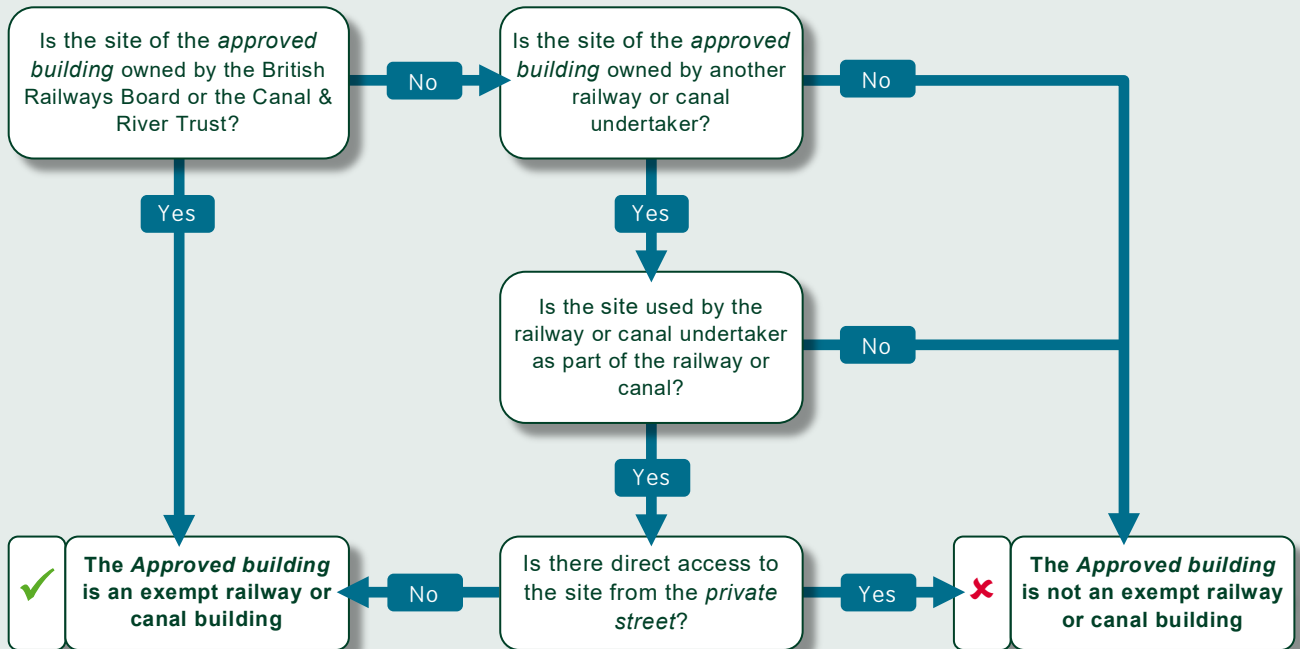 Is the site of the approved
building owned by the British
Railways Board or the Canal &
River Trust?
No
Is the site of the approved
building owned by another
railway or canal
undertaker?
No
Yes
Yes
Is the site used by the
railway or canal undertaker
as part of the railway or
canal?
No
Yes
The Approved building
is an exempt railway or
canal building
No
Is there direct access to
the site from the private
street?
Yes
The Approved building
is not an exempt railway
or canal building